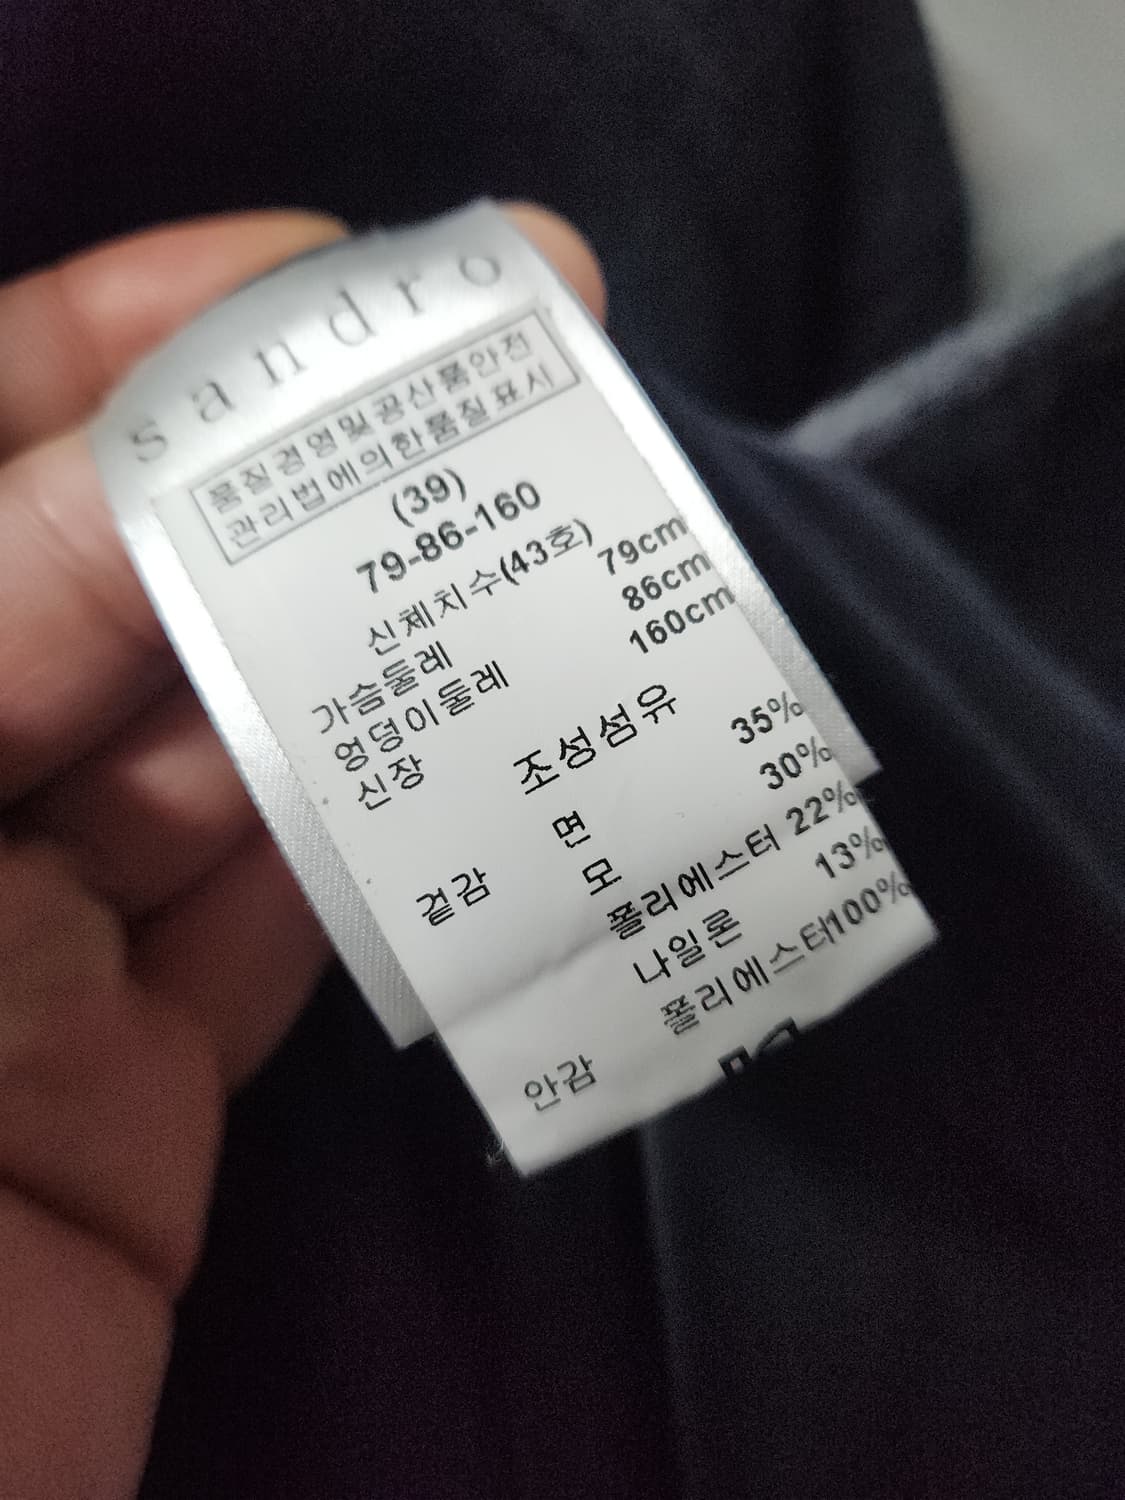 sandro
품질경영및공산품안전
관리법에의한품질표시
(39)
79-86-160
신체치수(43호)
가슴둘레 79cm
엉덩이둘레 86cm
신장 160cm
조성섬유
겉감 면 35%
모 30%
폴리에스터 22%
나일론 13%
안감 폴리에스터100%